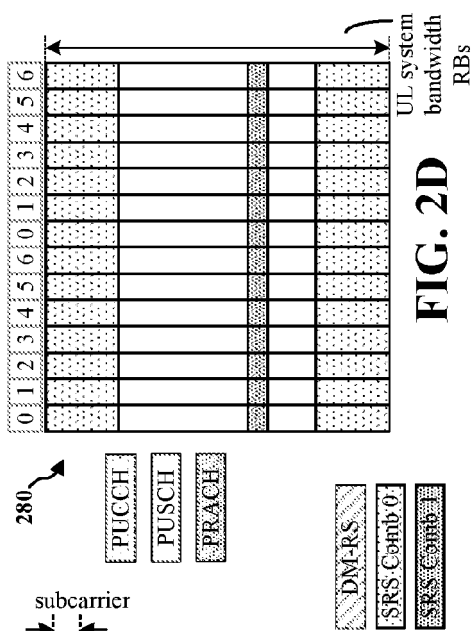 280
0 1 2 3 4 5 6 0 1 2 3 4 5 6
subcarrier
PUCCH
PUSCH
PRACH
DM-RS
SRS Comb 0
SRS Comb 1
UL system
bandwidth
RBs
FIG. 2D